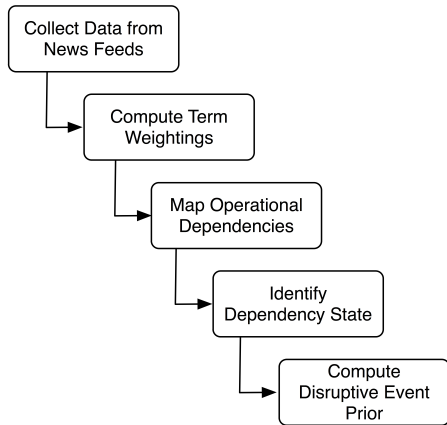 Collect Data from
News Feeds
Compute Term
Weightings
Map Operational
Dependencies
Identify
Dependency State
Compute
Disruptive Event
Prior